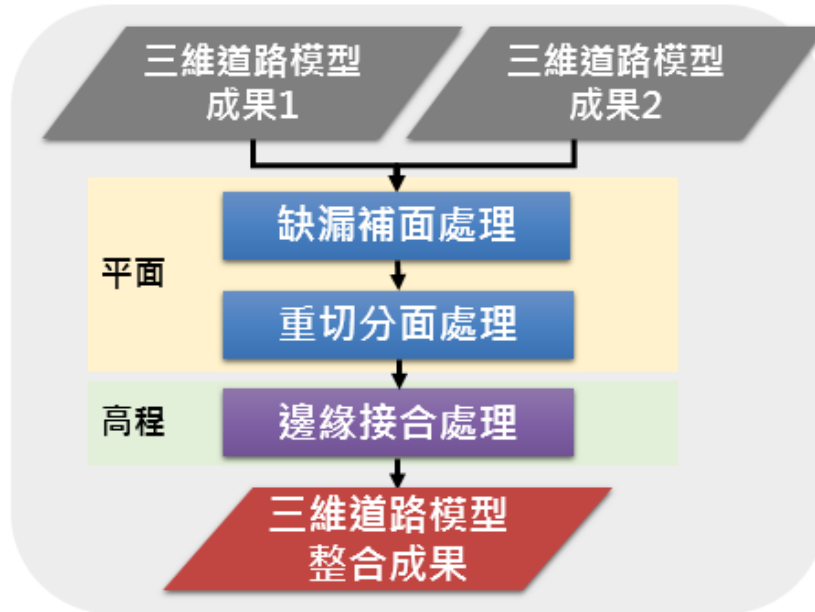 三維道路模型
成果1
三維道路模型
成果2
平面
缺漏補面處理
重切分面處理
高程
邊緣接合處理
三維道路模型
整合成果